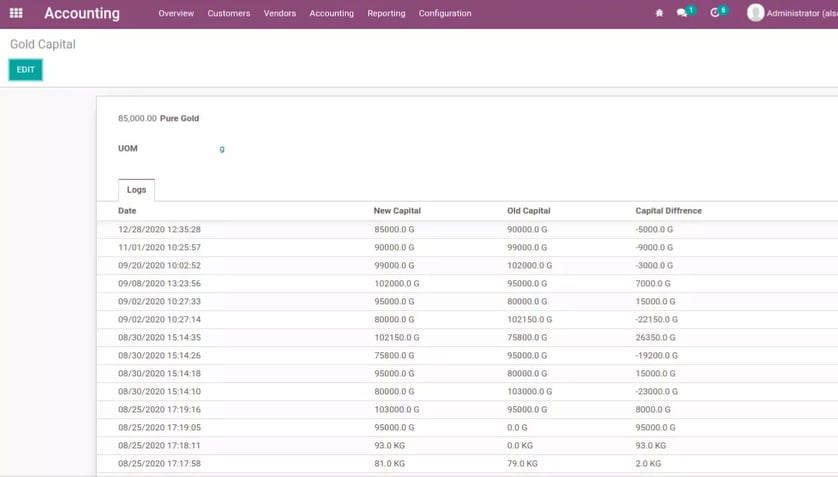 Accounting Overview Customers Vendors Accounting Reporting Configuration 1 6 Administrator (als
Gold Capital
EDIT
85,000.00 Pure Gold
UOM g
Logs
Date New Capital Old Capital Capital Diffrence
12/28/2020 12:35:28 85000.0 G 90000.0 G -5000.0 G
11/01/2020 10:25:57 90000.0 G 99000.0 G -9000.0 G
09/20/2020 10:02:52 99000.0 G 102000.0 G -3000.0 G
09/08/2020 13:23:56 102000.0 G 95000.0 G 7000.0 G
09/02/2020 10:27:33 95000.0 G 80000.0 G 15000.0 G
09/02/2020 10:27:14 80000.0 G 102150.0 G -22150.0 G
08/30/2020 15:14:35 102150.0 G 75800.0 G 26350.0 G
08/30/2020 15:14:26 75800.0 G 95000.0 G -19200.0 G
08/30/2020 15:14:18 95000.0 G 80000.0 G 15000.0 G
08/30/2020 15:14:10 80000.0 G 103000.0 G -23000.0 G
08/25/2020 17:19:16 103000.0 G 95000.0 G 8000.0 G
08/25/2020 17:19:05 95000.0 G 0.0 G 95000.0 G
08/25/2020 17:18:11 93.0 KG 0.0 KG 93.0 KG
08/25/2020 17:17:58 81.0 KG 79.0 KG 2.0 KG